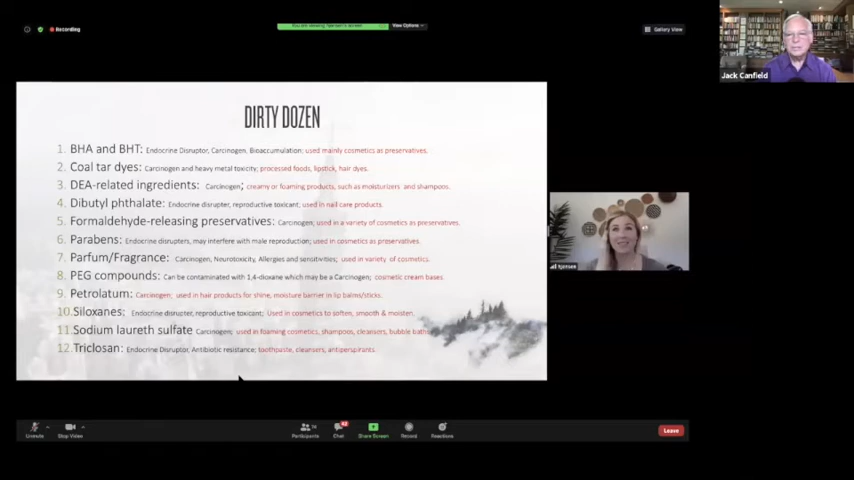 Recording
You are viewing
screen
View Options
Gallery View
Jack Canfield
DIRTY DOZEN
1. BHA and BHT: Endocrine Disruptor, Carcinogen, Bioaccumulation; used mainly cosmetics as preservatives.
2. Coal tar dyes: Carcinogen and heavy metal toxicity; processed foods, lipstick, hair dyes.
3. DEA-related ingredients: Carcinogen; creamy or foaming products, such as moisturizers and shampoos.
4. Dibutyl phthalate: Endocrine disrupter, reproductive toxicant; used in nail care products.
5. Formaldehyde-releasing preservatives: Carcinogen, used in a variety of cosmetics as preservatives.
6. Parabens: Endocrine disrupters, may interfere with male reproduction; used in cosmetics as preservatives.
7. Parfum/Fragrance: Carcinogen, Neurotoxicity, Allergies and sensitivities; used in variety of cosmetics.
8. PEG compounds: Can be contaminated with 1,4-dioxane which may be a Carcinogen; cosmetic cream bases.
9. Petrolatum: Carcinogen; used in hair products for shine, moisture barrier in lip balms/sticks.
10. Siloxanes: Endocrine disrupter, reproductive toxicant; Used in cosmetics to soften, smooth & moisten.
11. Sodium laureth sulfate Carcinogen; used in foaming cosmetics, shampoos, cleansers, bubble bath
12. Triclosan: Endocrine Disruptor, Antibiotic resistance; toothpaste, cleansers, antiperspirants.
Unmute
Stop Video
Participants
Chat
Share Screen
Record
Reactions
Leave